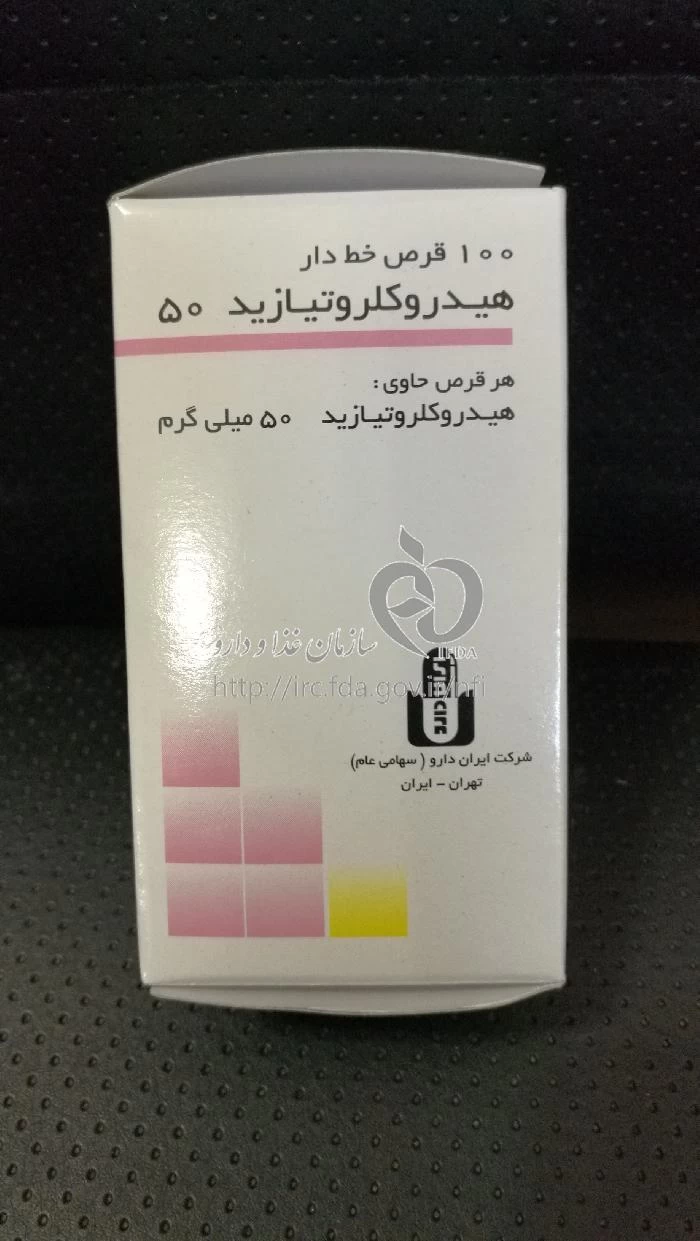 ۱۰۰ قرص خط دار
هیدروکلروتیازید ۵۰
هر قرص حاوی:
هیدروکلروتیازید ۵۰ میلی گرم
سازمان غذا و دارو
IFDA
http://irc.fda.gov.ir/nfi
شرکت ایران دارو (سهامی عام)
تهران - ایران